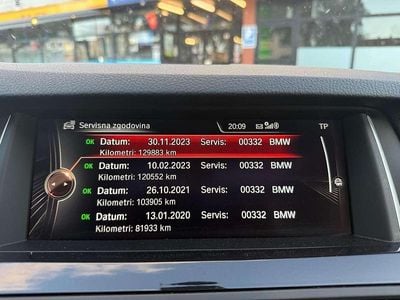 Servisna zgodovina 20:09 TP
OK Datum: 30.11.2023 Servis: 00332 BMW
Kilometri: 129883 km
OK Datum: 10.02.2023 Servis: 00332 BMW
Kilometri: 120552 km
OK Datum: 26.10.2021 Servis: 00332 BMW
Kilometri: 103905 km
OK Datum: 13.01.2020 Servis: 00332 BMW
Kilometri: 81933 km